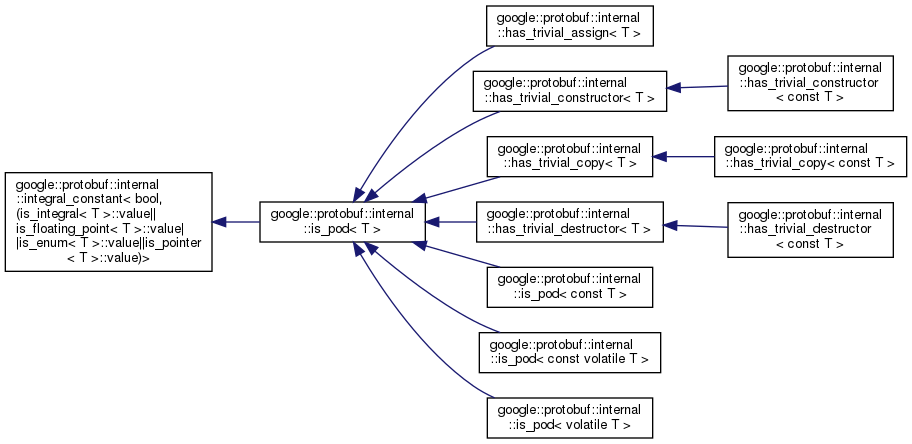 google::protobuf::internal
::integral_constant< bool,
(is_integral< T >::value||
is_floating_point< T >::value|
|is_enum< T >::value||is_pointer
< T >::value)>
google::protobuf::internal
::is_pod< T >
google::protobuf::internal
::has_trivial_assign< T >
google::protobuf::internal
::has_trivial_constructor< T >
google::protobuf::internal
::has_trivial_copy< T >
google::protobuf::internal
::has_trivial_destructor< T >
google::protobuf::internal
::is_pod< const T >
google::protobuf::internal
::is_pod< const volatile T >
google::protobuf::internal
::is_pod< volatile T >
google::protobuf::internal
::has_trivial_constructor
< const T >
google::protobuf::internal
::has_trivial_copy< const T >
google::protobuf::internal
::has_trivial_destructor
< const T >